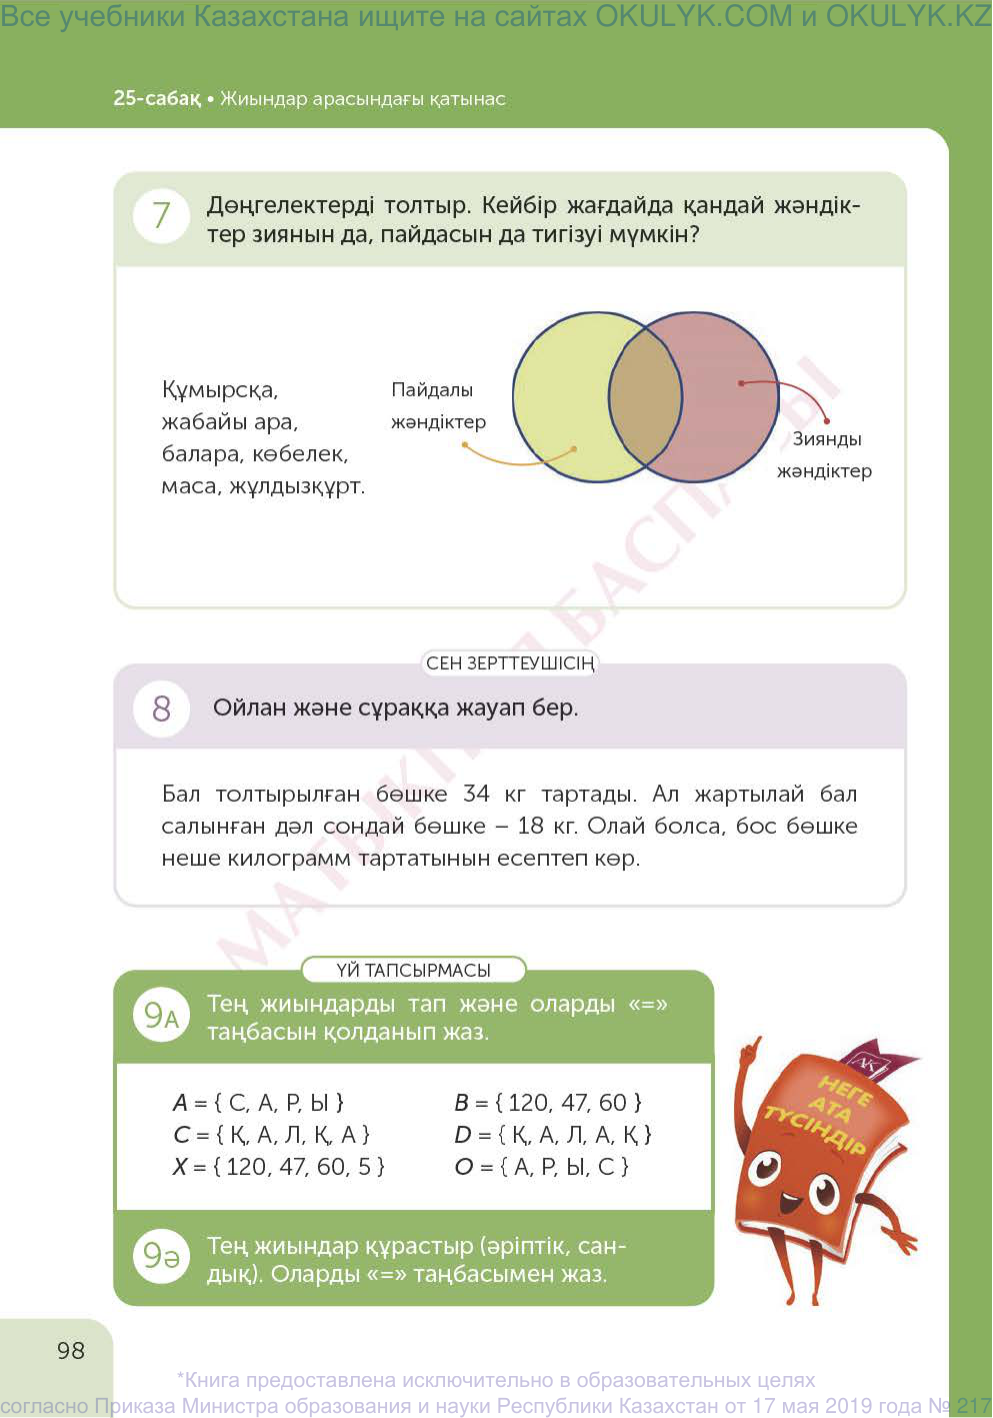 Все учебники Казахстана ищите на сайтах OKULYK.COM и OKULYK.KZ
25-сабақ • Жиындар арасындағы қатынас
7
Дөңгелектерді толтыр. Кейбір жағдайда қандай жәндік-
тер зиянын да, пайдасын да тигізуі мүмкін?
Құмырсқа,
жабайы ара,
балара, көбелек,
маса, жұлдызқұрт.
Пайдалы
жәндіктер
Зиянды
жәндіктер
СЕН ЗЕРТТЕУШІСІҢ
8
Ойлан және сұраққа жауап бер.
Бал толтырылған бөшке 34 кг тартады. Ал жартылай бал
салынған дәл сондай бөшке – 18 кг. Олай болса, бос бөшке
неше килограмм тартатынын есептеп көр.
ҮЙ ТАПСЫРМАСЫ
9А
Тең жиындарды тап және оларды «=»
таңбасын қолданып жаз.
A = { С, А, Р, Ы }
B = { 120, 47, 60 }
C = { Қ, А, Л, Қ, А }
D = { Қ, А, Л, А, Қ }
X = { 120, 47, 60, 5 }
O = { А, Р, Ы, С }
АК
НЕГЕ
АТА
ТҮСІНДІР
9ә
Тең жиындар құрастыр (әріптік, сан-
дық). Оларды «=» таңбасымен жаз.
98
*Книга предоставлена исключительно в образовательных целях
согласно Приказа Министра образования и науки Республики Казахстан от 17 мая 2019 года № 217